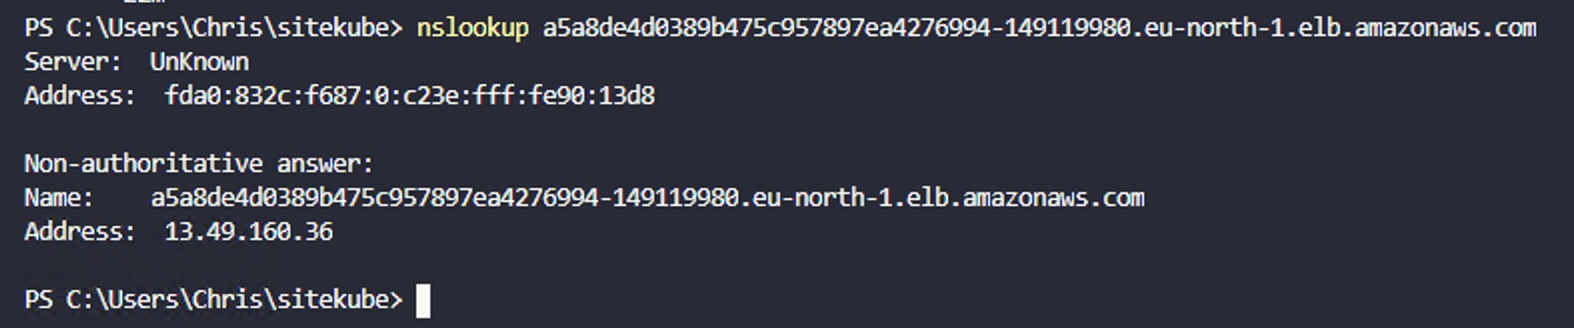 PS C:\Users\Chris\sitekube> nslookup a5a8de4d0389b475c957897ea4276994-149119980.eu-north-1.elb.amazonaws.com
Server:  UnKnown
Address:  fda0:832c:f687:0:c23e:fff:fe90:13d8
Non-authoritative answer:
Name:    a5a8de4d0389b475c957897ea4276994-149119980.eu-north-1.elb.amazonaws.com
Address:  13.49.160.36
PS C:\Users\Chris\sitekube>